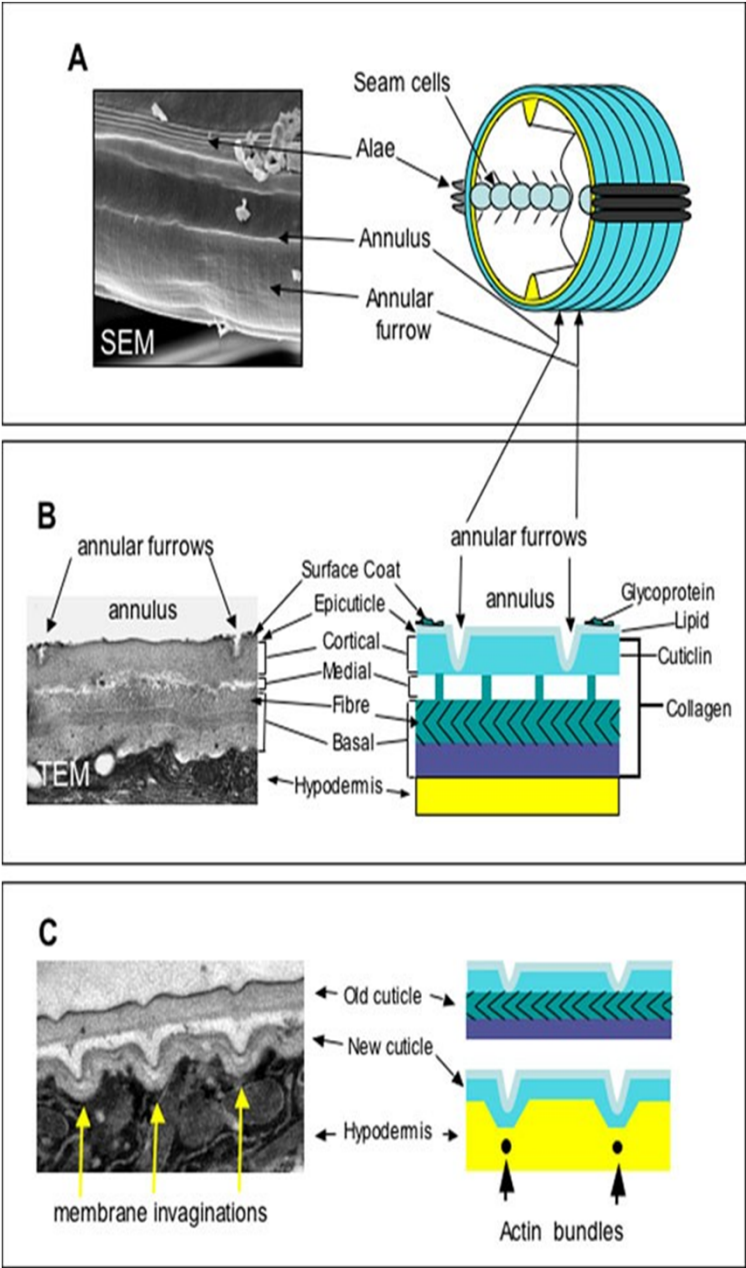 A
Seam cells
Alae
Annulus
Annular
furrow
SEM
B
annular furrows
annular furrows
Surface Coat
annulus
annulus
Glycoprotein
Epicuticle
Lipid
Cortical
Cuticlin
Medial
Fibre
Collagen
Basal
TEM
Hypodermis
C
Old cuticle
New cuticle
Hypodermis
membrane invaginations
Actin bundles